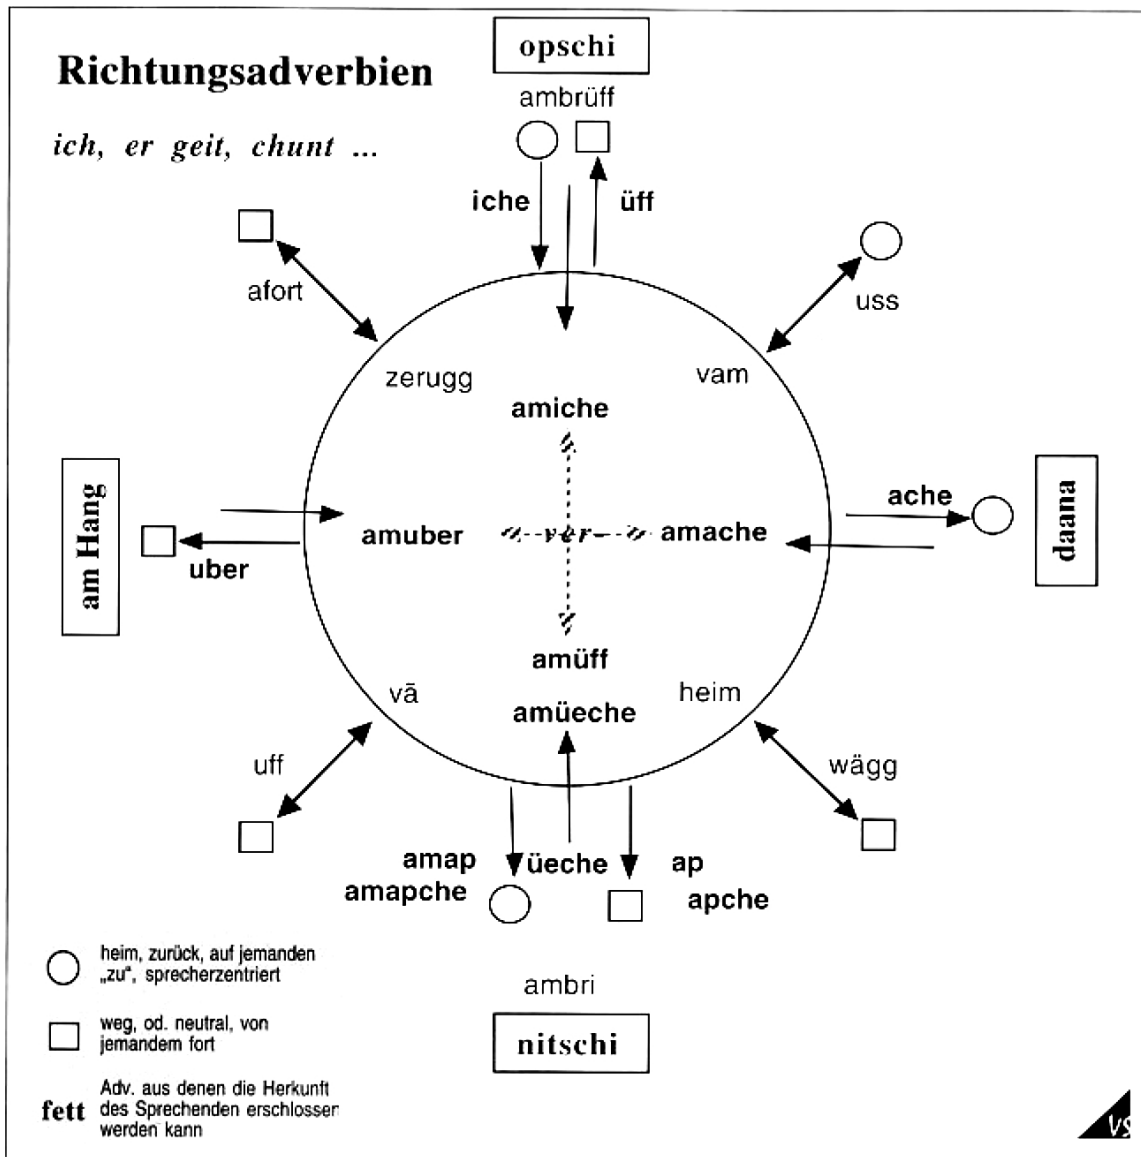 opschi
Richtungsadverbien
ambrüff
ich, er geit, chunt ...
iche
üff
afort
uss
zerugg
vam
amiche
am Hang
ache
daana
amuber
-ver-
amache
uber
amüff
vā
heim
amüeche
uff
wägg
amap
üeche
ap
amapche
apche
heim, zurück, auf jemanden
„zu“, sprecherzentriert
ambri
weg, od. neutral, von
jemandem fort
nitschi
Adv. aus denen die Herkunft
fett des Sprechenden erschlossen
werden kann
VS